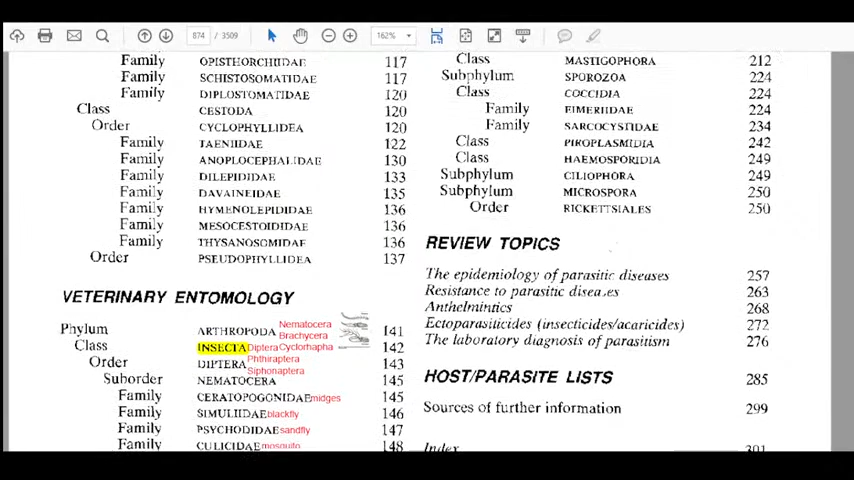 874 / 3509
162%
Family OPISTHORCHIIDAE 117
Family SCHISTOSOMATIDAE 117
Family DIPLOSTOMATIDAE 120
Class CESTODA 120
Order CYCLOPHYLLIDEA 120
Family TAENIIDAE 122
Family ANOPLOCEPHALIDAE 130
Family DILEPIDIDAE 133
Family DAVAINEIDAE 135
Family HYMENOLEPIDIDAE 136
Family MESOCESTOIDIDAE 136
Family THYSANOSOMIDAE 136
Order PSEUDOPHYLLIDEA 137
VETERINARY ENTOMOLOGY
Phylum ARTHROPODA 141
Nematocera
Brachycera
Class INSECTA 142
Diptera Cyclorhapha
Phthiraptera
Order DIPTERA 143
Siphonaptera
Suborder NEMATOCERA 145
Family CERATOPOGONIDAE midges 145
Family SIMULIIDAE blackfly 146
Family PSYCHODIDAE sandfly 147
Family CULICIDAE mosquito 148
Class MASTIGOPHORA 212
Subphylum SPOROZOA 224
Class COCCIDIA 224
Family EIMERIIDAE 224
Family SARCOCYSTIDAE 234
Class PIROPLASMIDIA 242
Class HAEMOSPORIDIA 249
Subphylum CILIOPHORA 249
Subphylum MICROSPORA 250
Order RICKETTSIALES 250
REVIEW TOPICS
The epidemiology of parasitic diseases 257
Resistance to parasitic diseases 263
Anthelmintics 268
Ectoparasiticides (insecticides/acaricides) 272
The laboratory diagnosis of parasitism 276
HOST/PARASITE LISTS 285
Sources of further information 299
Index 301